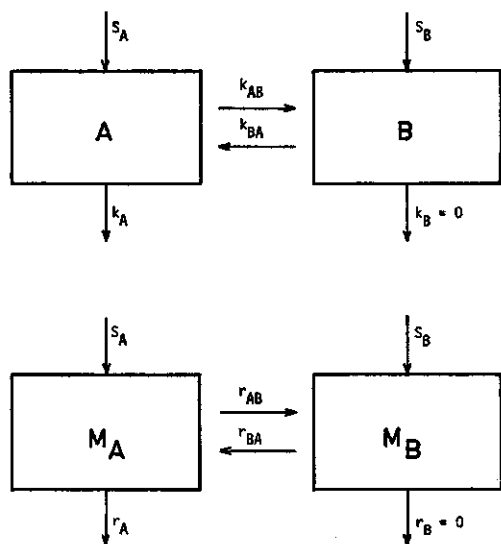 S_A S_B
k_AB
A k_BA B
k_A k_B = 0
S_A S_B
r_AB
M_A r_BA M_B
r_A r_B = 0